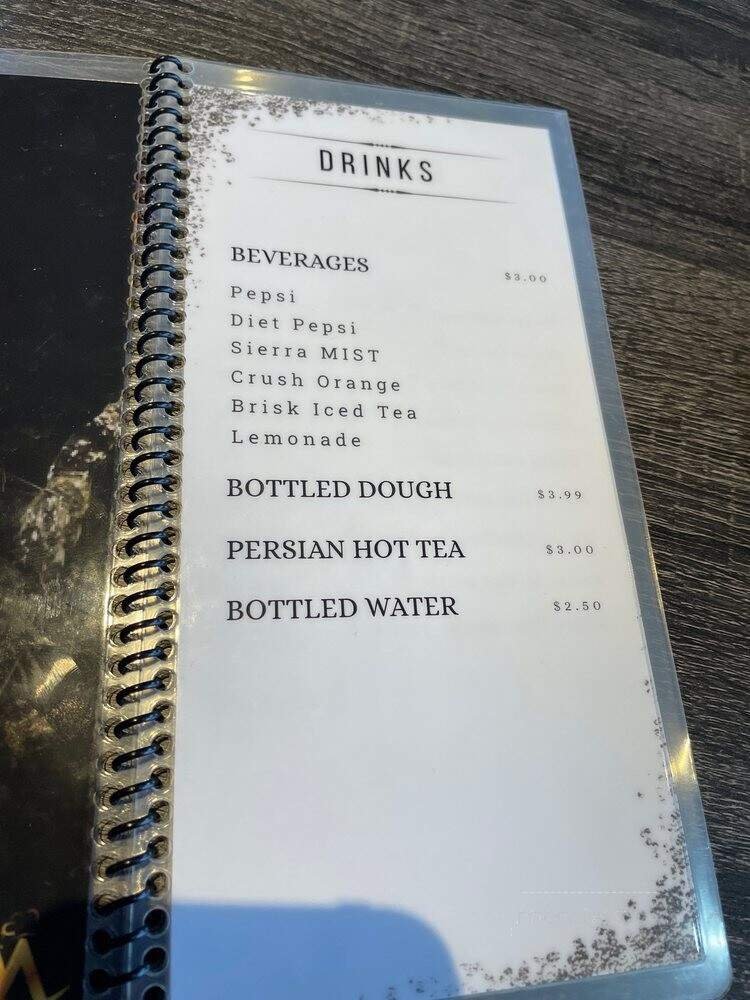 DRINKS
BEVERAGES $3.00
Pepsi
Diet Pepsi
Sierra MIST
Crush Orange
Brisk Iced Tea
Lemonade
BOTTLED DOUGH $3.99
PERSIAN HOT TEA $3.00
BOTTLED WATER $2.50